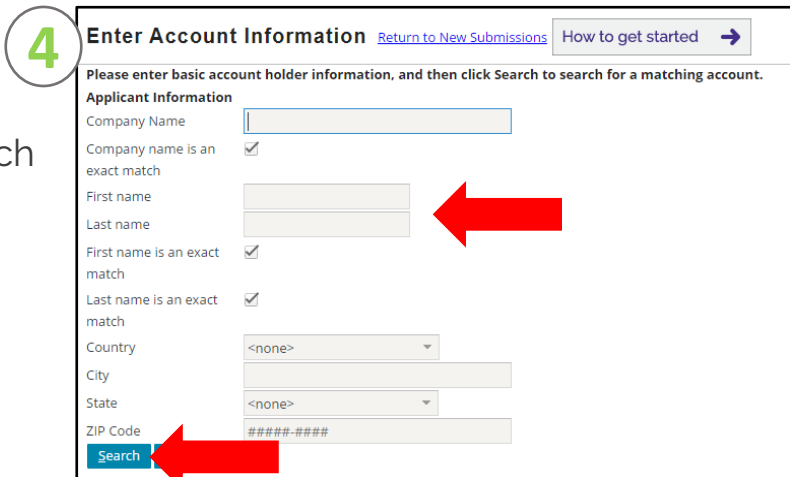 4
Enter Account Information Return to New Submissions How to get started
Please enter basic account holder information, and then click Search to search for a matching account.
Applicant Information
Company Name
Company name is an
exact match
First name
Last name
First name is an exact
match
Last name is an exact
match
Country <none>
City
State <none>
ZIP Code #####-####
Search